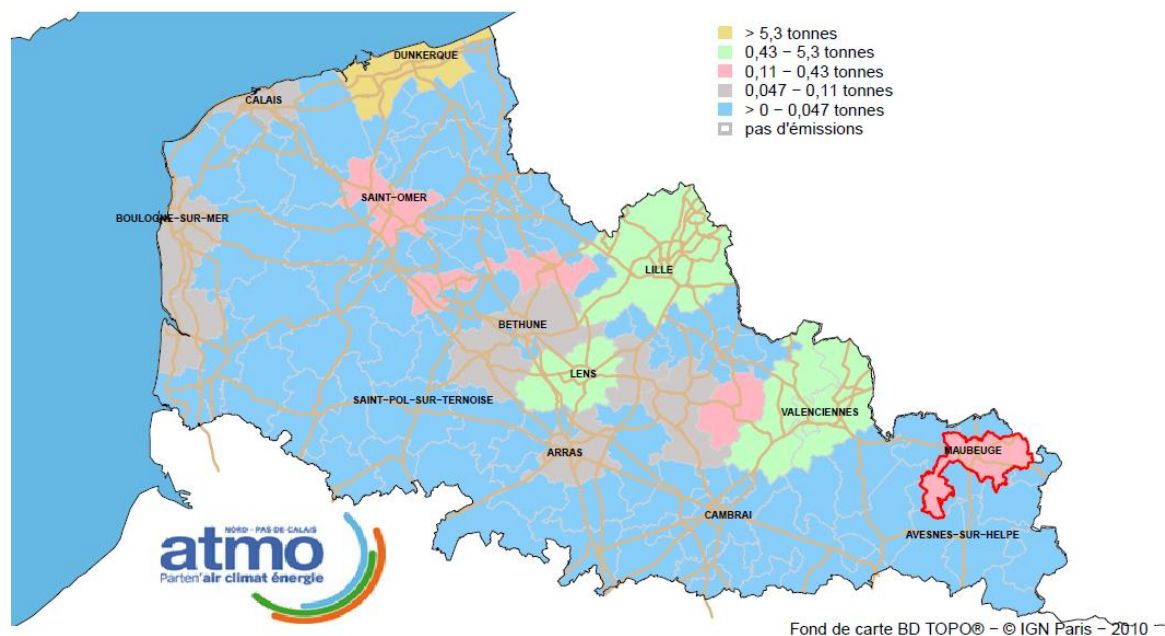 > 5,3 tonnes
0,43 − 5,3 tonnes
0,11 − 0,43 tonnes
0,047 − 0,11 tonnes
> 0 − 0,047 tonnes
pas d'émissions
DUNKERQUE
CALAIS
SAINT−OMER
BOULOGNE−SUR−MER
LILLE
BETHUNE
LENS
SAINT−POL−SUR−TERNOISE
VALENCIENNES
ARRAS
MAUBEUGE
CAMBRAI
AVESNES−SUR−HELPE
NORD - PAS-DE-CALAIS
atmo
Parten'air climat énergie
Fond de carte BD TOPO® − © IGN Paris − 2010